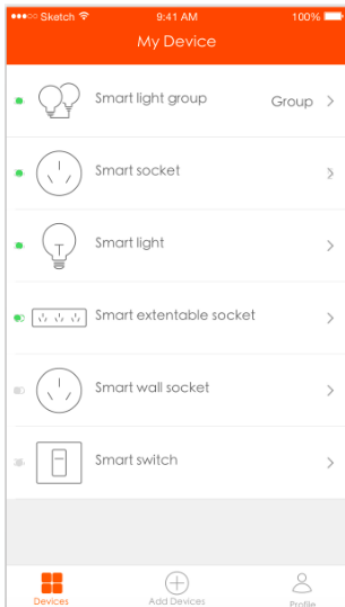 Sketch 9:41 AM 100%
My Device
Smart light group Group
Smart socket
Smart light
Smart extentable socket
Smart wall socket
Smart switch
Devices Add Devices Profile